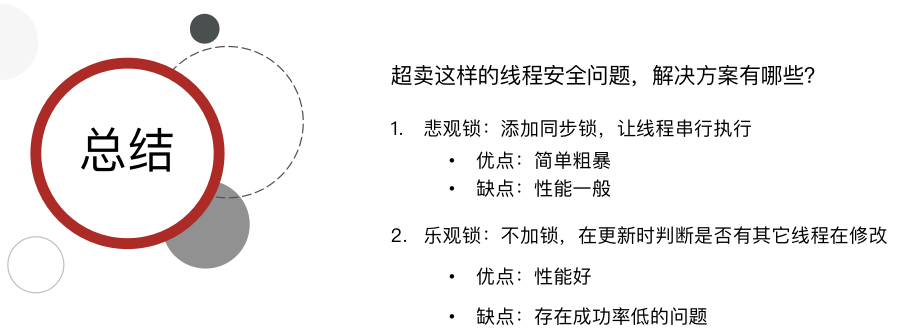 总结
超卖这样的线程安全问题，解决方案有哪些？
1. 悲观锁：添加同步锁，让线程串行执行
• 优点：简单粗暴
• 缺点：性能一般
2. 乐观锁：不加锁，在更新时判断是否有其它线程在修改
• 优点：性能好
• 缺点：存在成功率低的问题